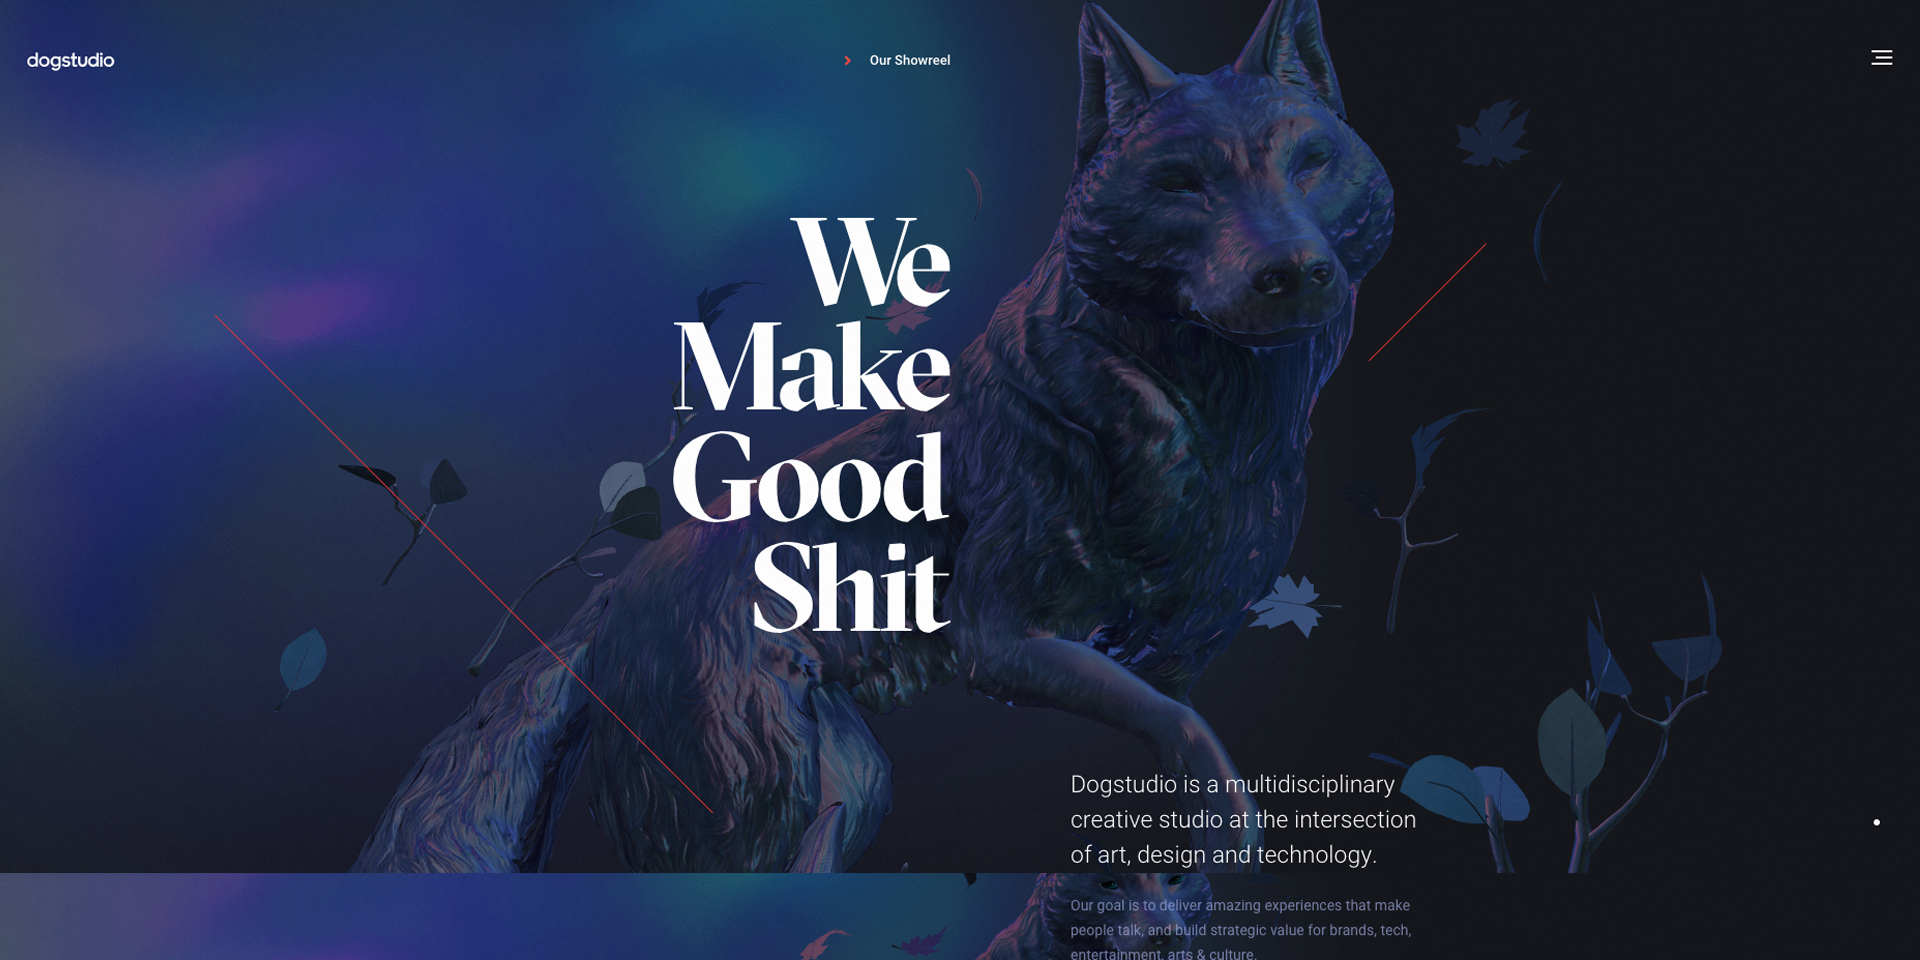 dogstudio
Our Showreel
We
Make
Good
Shit
Dogstudio is a multidisciplinary
creative studio at the intersection
of art, design and technology.
Our goal is to deliver amazing experiences that make
people talk, and build strategic value for brands, tech,
entertainment, arts & culture.